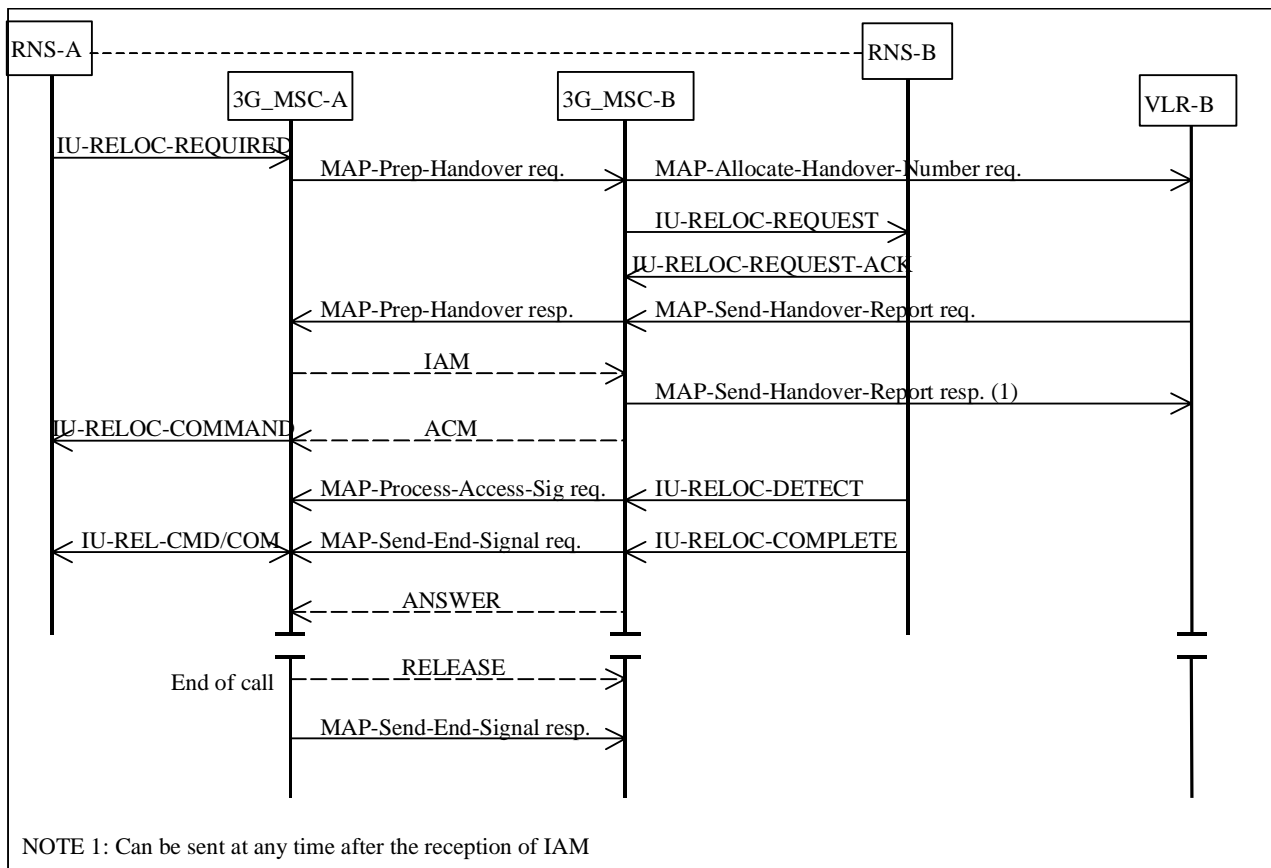 RNS-A
RNS-B
3G_MSC-A
3G_MSC-B
VLR-B
IU-RELOC-REQUIRED
MAP-Prep-Handover req.
MAP-Allocate-Handover-Number req.
IU-RELOC-REQUEST
IU-RELOC-REQUEST-ACK
MAP-Prep-Handover resp.
MAP-Send-Handover-Report req.
IAM
MAP-Send-Handover-Report resp. (1)
IU-RELOC-COMMAND
ACM
MAP-Process-Access-Sig req.
IU-RELOC-DETECT
IU-REL-CMD/COM
MAP-Send-End-Signal req.
IU-RELOC-COMPLETE
ANSWER
RELEASE
End of call
MAP-Send-End-Signal resp.
NOTE 1: Can be sent at any time after the reception of IAM